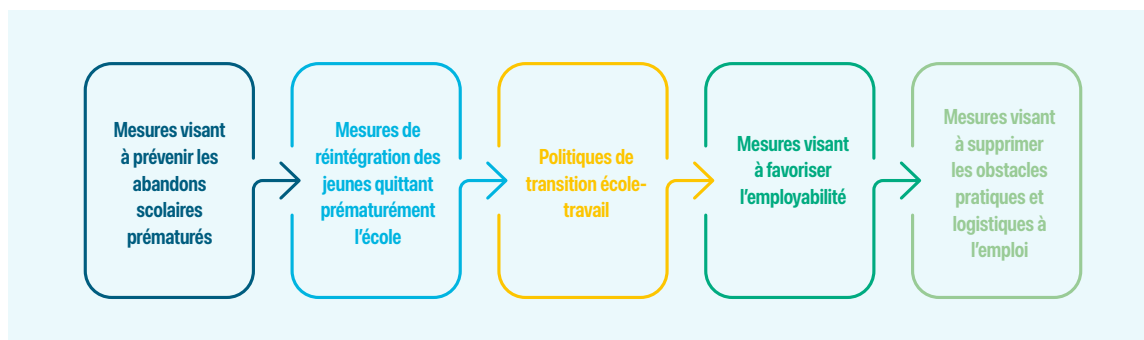 Mesures visant
à prévenir les
abandons
scolaires
prématurés
Mesures de
réintégration des
jeunes quittant
prématurément
l'école
Politiques de
transition école-
travail
Mesures visant
à favoriser
l'employabilité
Mesures visant
à supprimer
les obstacles
pratiques et
logistiques à
l'emploi